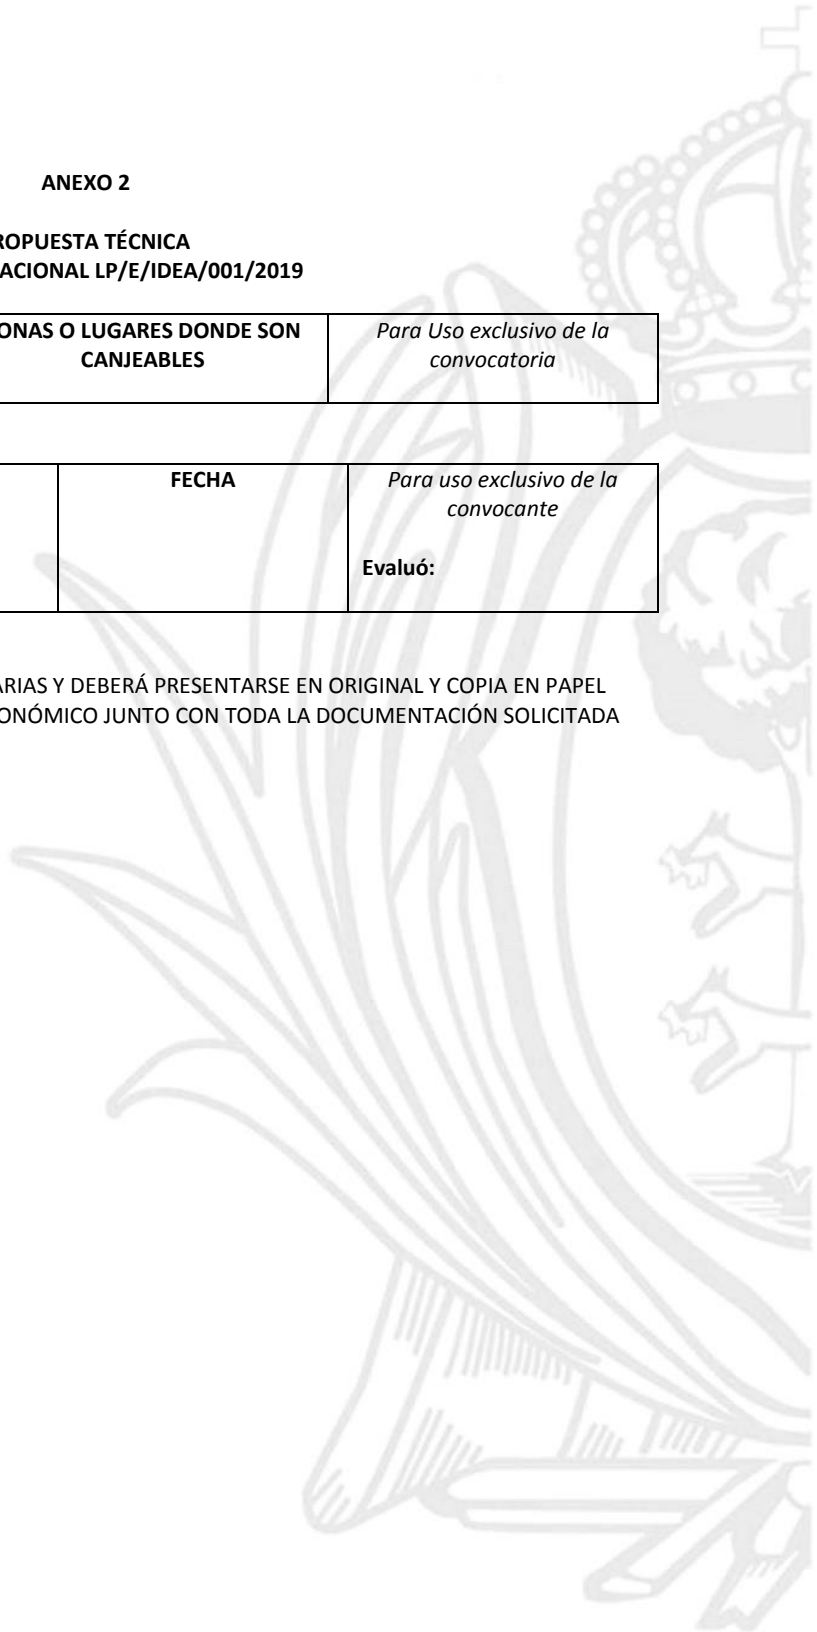 ANEXO 2
ROPUESTA TÉCNICA
ACIONAL LP/E/IDEA/001/2019
ONAS O LUGARES DONDE SON
CANJEABLES
Para Uso exclusivo de la
convocatoria
FECHA
Para uso exclusivo de la
convocante
Evaluó:
ARIAS Y DEBERÁ PRESENTARSE EN ORIGINAL Y COPIA EN PAPEL
ONÓMICO JUNTO CON TODA LA DOCUMENTACIÓN SOLICITADA